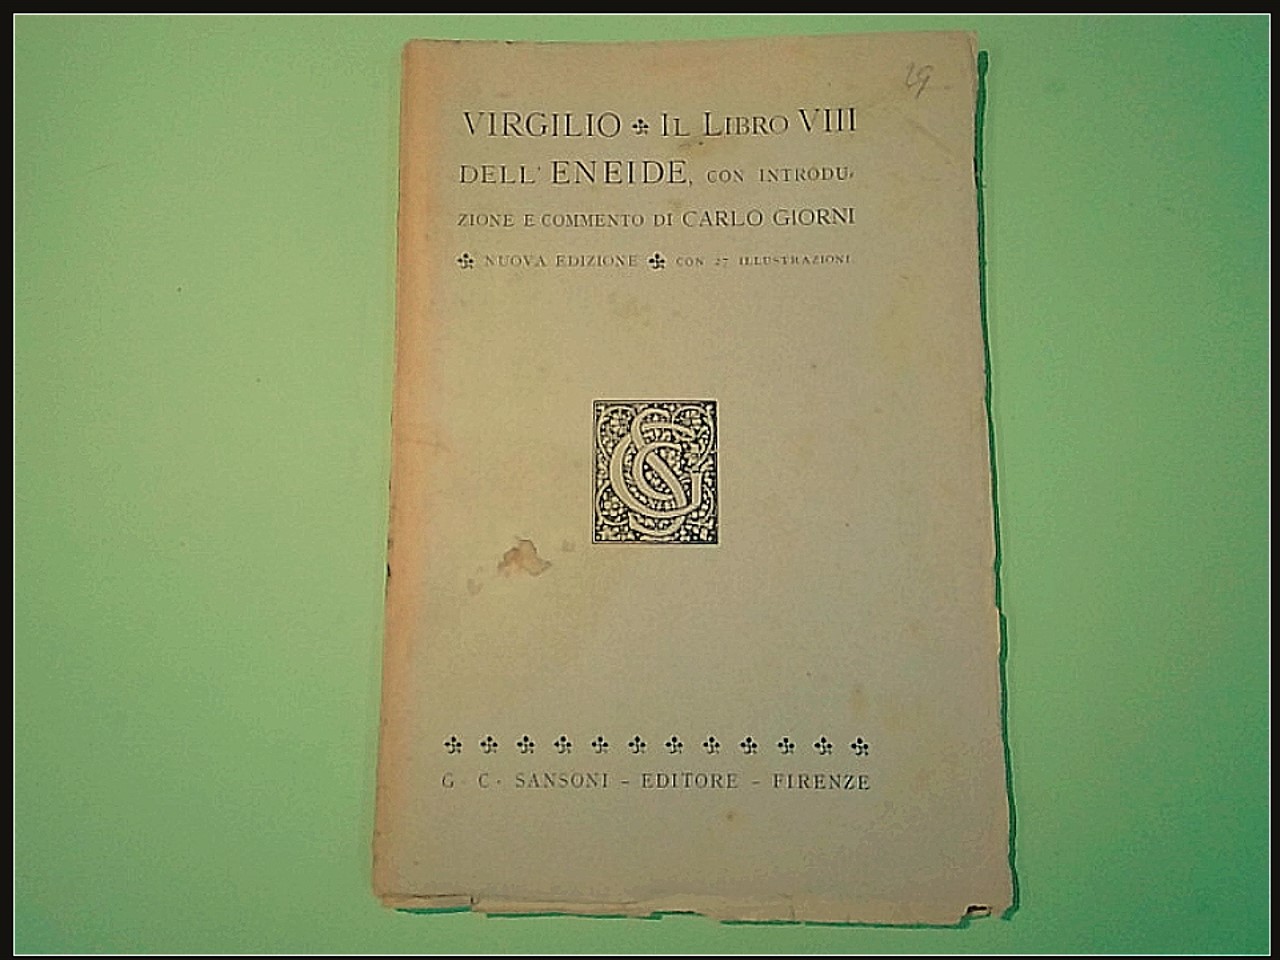 19
VIRGILIO IL LIBRO VIII
DELL' ENEIDE, CON INTRODU-
ZIONE E COMMENTO DI CARLO GIORNI
NUOVA EDIZIONE CON 27 ILLUSTRAZIONI
G. C. SANSONI - EDITORE - FIRENZE